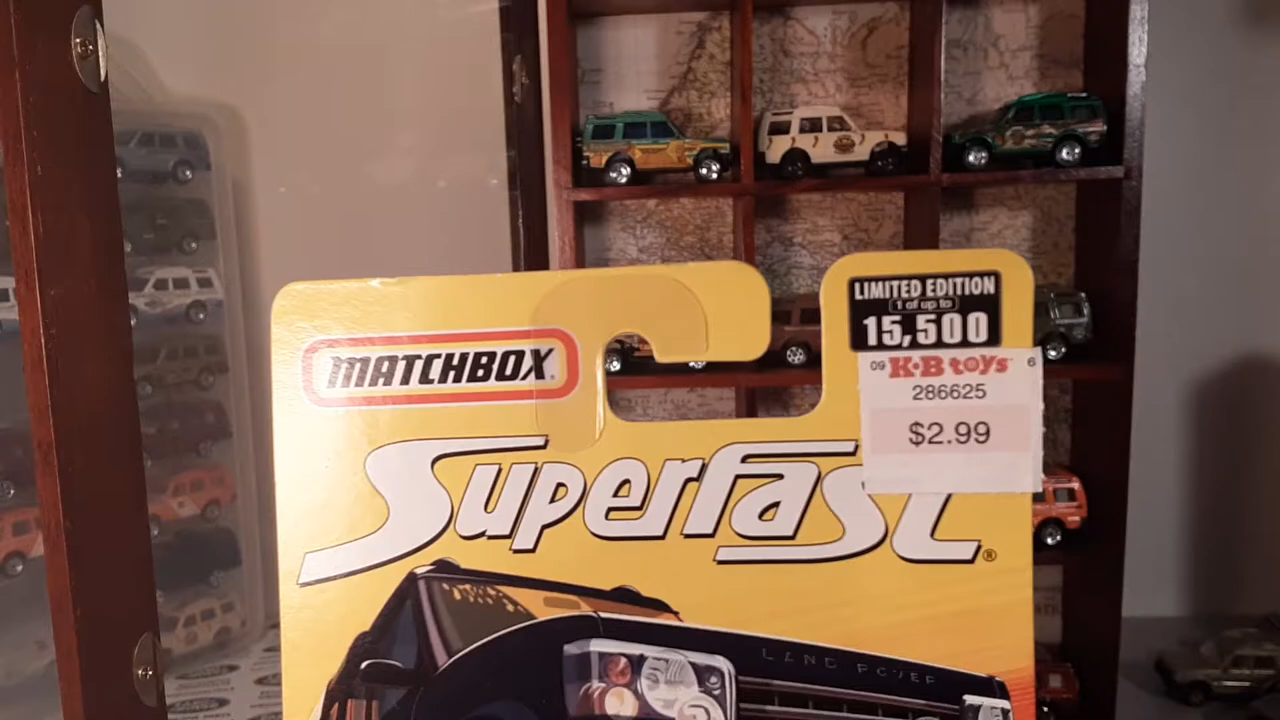 LIMITED EDITION
1 of up to
15,500
MATCHBOX®
09 K·B toys 6
286625
$2.99
SuperFast®
LAND ROVER